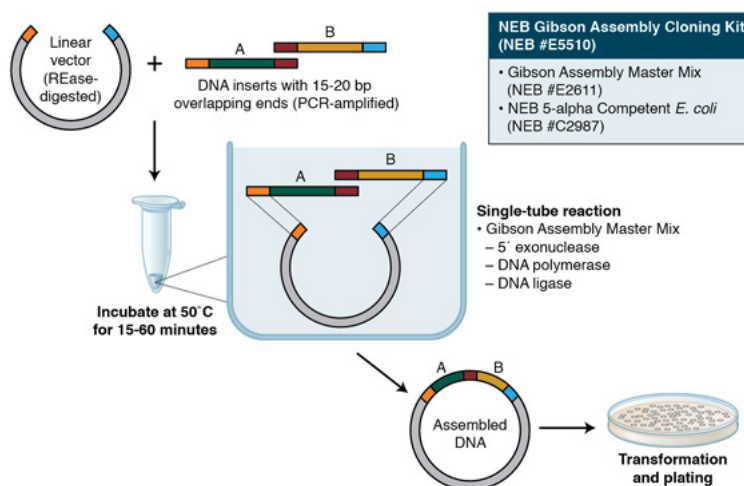 Linear
vector
(REase-
digested)
+
A
B
DNA inserts with 15-20 bp
overlapping ends (PCR-amplified)
NEB Gibson Assembly Cloning Kit
(NEB #E5510)
• Gibson Assembly Master Mix
(NEB #E2611)
• NEB 5-alpha Competent E. coli
(NEB #C2987)
A
B
Single-tube reaction
• Gibson Assembly Master Mix
– 5´ exonuclease
– DNA polymerase
– DNA ligase
Incubate at 50˚C
for 15-60 minutes
A
B
Assembled
DNA
Transformation
and plating